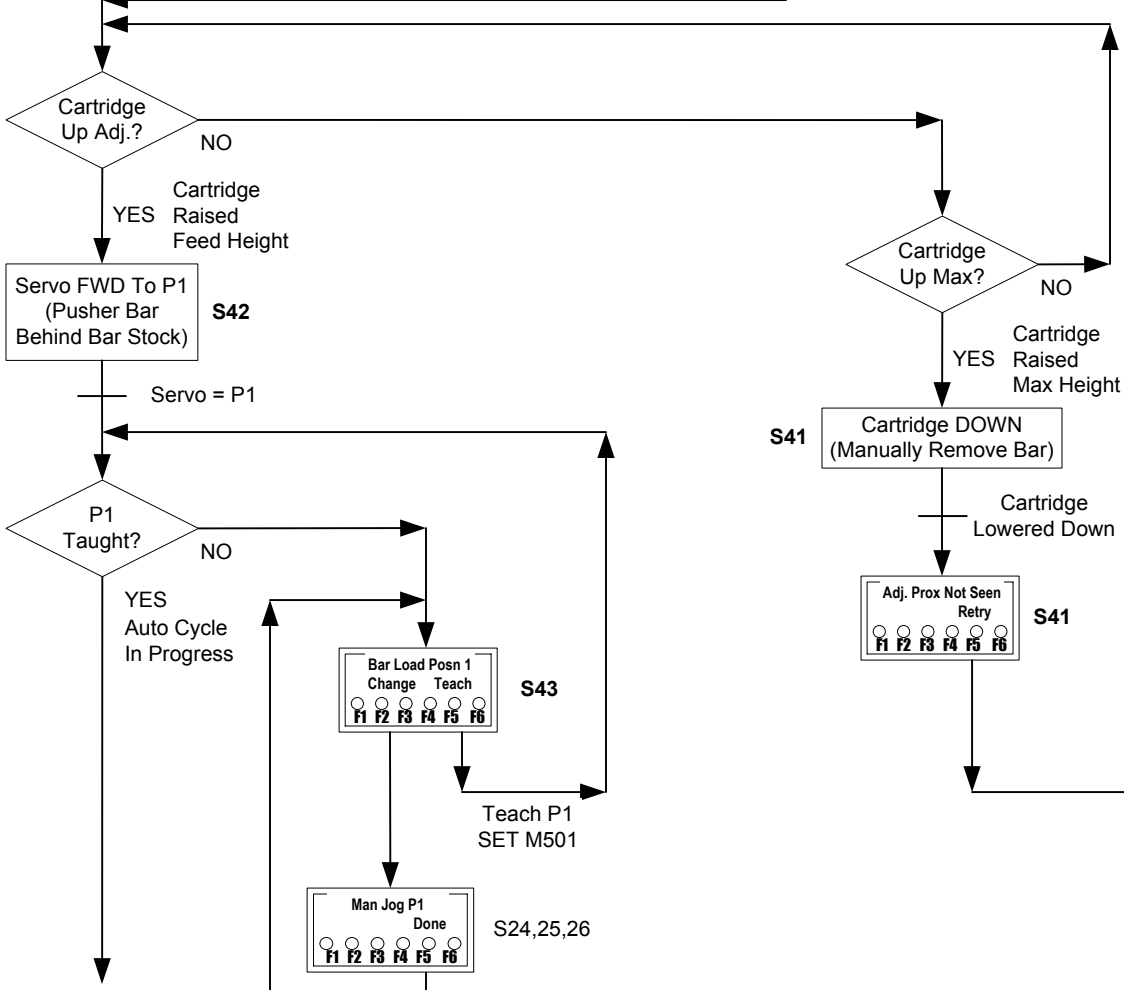 Cartridge
Up Adj.?
NO
YES
Cartridge
Raised
Feed Height
Servo FWD To P1
(Pusher Bar
Behind Bar Stock)
S42
Servo = P1
P1
Taught?
NO
YES
Auto Cycle
In Progress
Bar Load Posn 1
Change Teach
F1 F2 F3 F4 F5 F6
S43
Teach P1
SET M501
Man Jog P1
Done
F1 F2 F3 F4 F5 F6
S24,25,26
Cartridge
Up Max?
NO
YES
Cartridge
Raised
Max Height
S41
Cartridge DOWN
(Manually Remove Bar)
Cartridge
Lowered Down
Adj. Prox Not Seen
Retry
F1 F2 F3 F4 F5 F6
S41